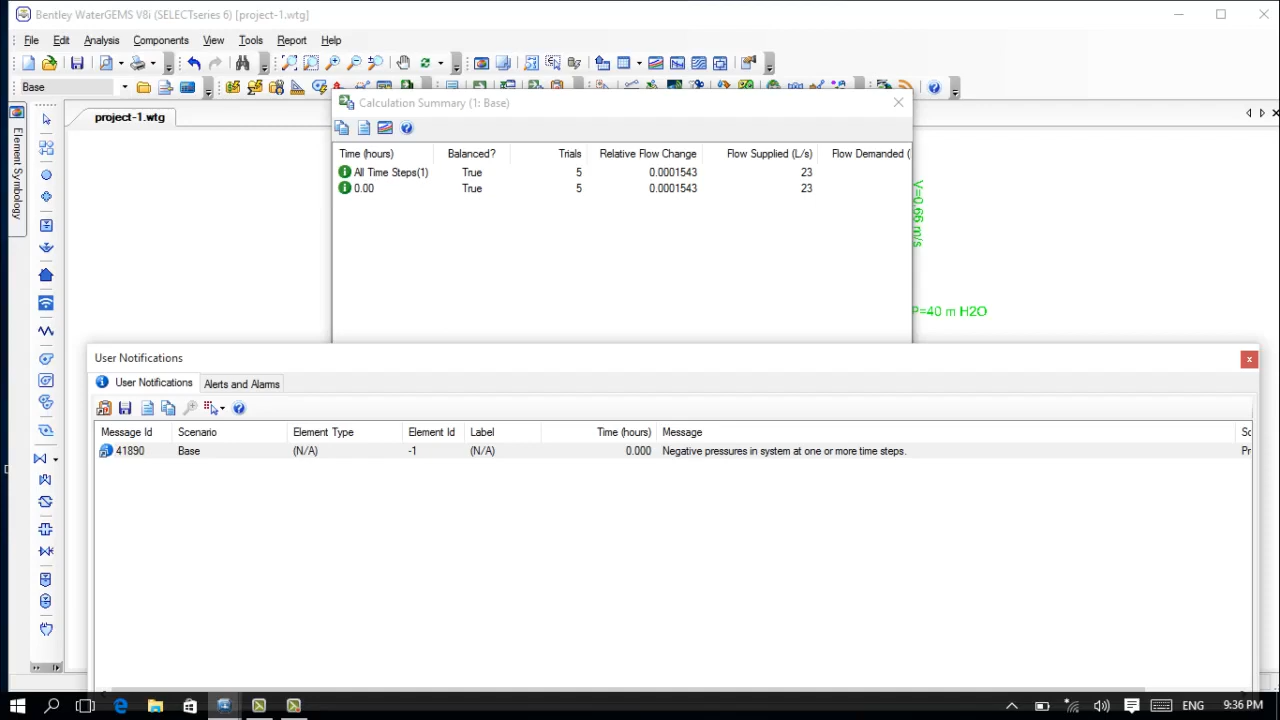 Bentley WaterGEMS V8i (SELECTseries 6) [project-1.wtg]
File Edit Analysis Components View Tools Report Help
Base
project-1.wtg
Element Symbology
Calculation Summary (1: Base)
Time (hours) Balanced? Trials Relative Flow Change Flow Supplied (L/s) Flow Demanded (
All Time Steps(1) True 5 0.0001543 23
0.00 True 5 0.0001543 23
V=0.66 m/s
P=40 m H2O
User Notifications
User Notifications Alerts and Alarms
Message Id Scenario Element Type Element Id Label Time (hours) Message Sc
41890 Base (N/A) -1 (N/A) 0.000 Negative pressures in system at one or more time steps. Pr
ENG 9:36 PM